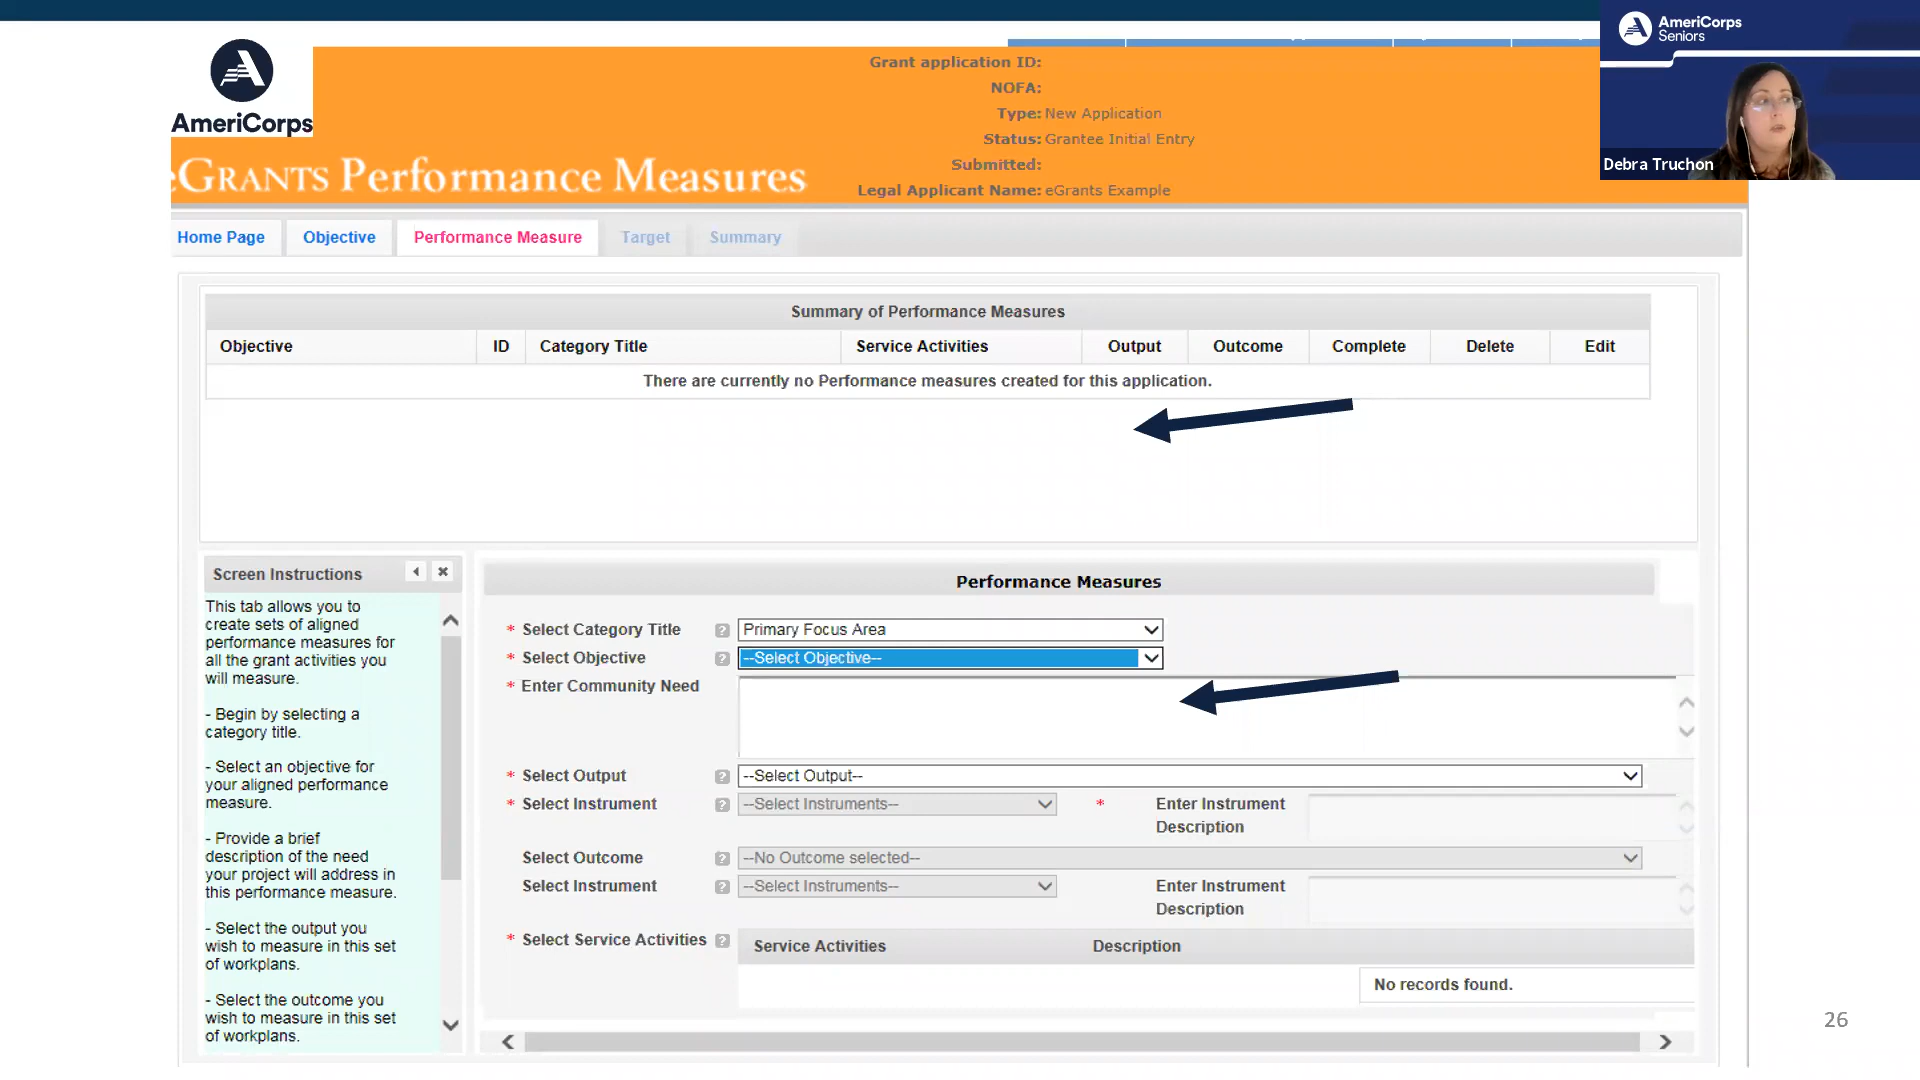 AmeriCorps
Seniors
Debra Truchon
AmeriCorps
Grant application ID:
NOFA:
Type: New Application
Status: Grantee Initial Entry
Submitted:
Legal Applicant Name: eGrants Example
eGrants Performance Measures
Home Page Objective Performance Measure Target Summary
Summary of Performance Measures
Objective ID Category Title Service Activities Output Outcome Complete Delete Edit
There are currently no Performance measures created for this application.
Screen Instructions
This tab allows you to
create sets of aligned
performance measures for
all the grant activities you
will measure.
- Begin by selecting a
category title.
- Select an objective for
your aligned performance
measure.
- Provide a brief
description of the need
your project will address in
this performance measure.
- Select the output you
wish to measure in this set
of workplans.
- Select the outcome you
wish to measure in this set
of workplans.
Performance Measures
* Select Category Title ? Primary Focus Area
* Select Objective ? --Select Objective--
* Enter Community Need
* Select Output ? --Select Output--
* Select Instrument ? --Select Instruments-- * Enter Instrument
Description
Select Outcome ? --No Outcome selected--
Select Instrument ? --Select Instruments-- Enter Instrument
Description
* Select Service Activities ? Service Activities Description
No records found.
26